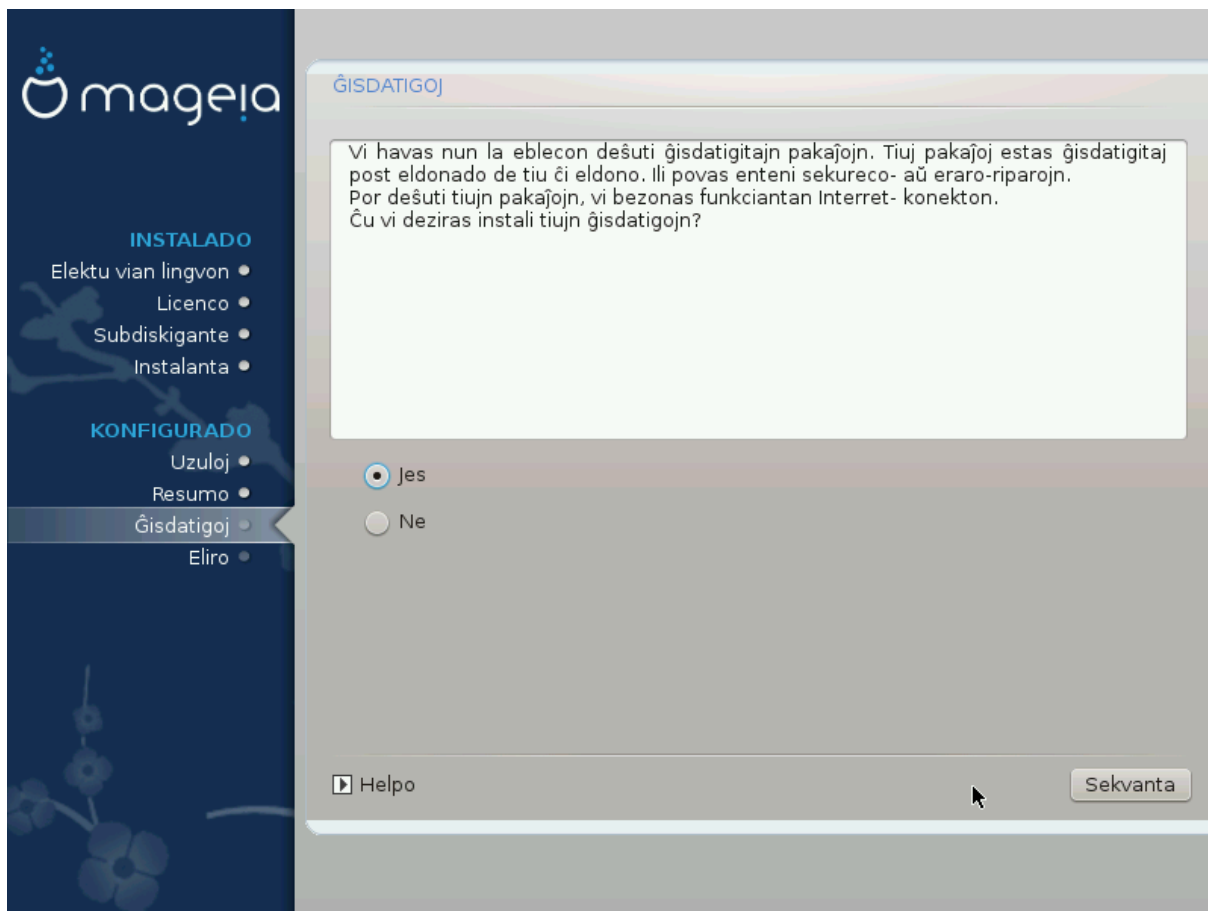 mageia
INSTALADO
Elektu vian lingvon
Licenco
Subdiskigante
Instalanta
KONFIGURADO
Uzuloj
Resumo
Ĝisdatigoj
Eliro
ĜISDATIGOJ
Vi havas nun la eblecon deŝuti ĝisdatigitajn pakaĵojn. Tiuj pakaĵoj estas ĝisdatigitaj
post eldonado de tiu ĉi eldono. Ili povas enteni sekureco- aŭ eraro-riparojn.
Por deŝuti tiujn pakaĵojn, vi bezonas funkciantan Interret- konekton.
Ĉu vi deziras instali tiujn ĝisdatigojn?
Jes
Ne
Helpo
Sekvanta